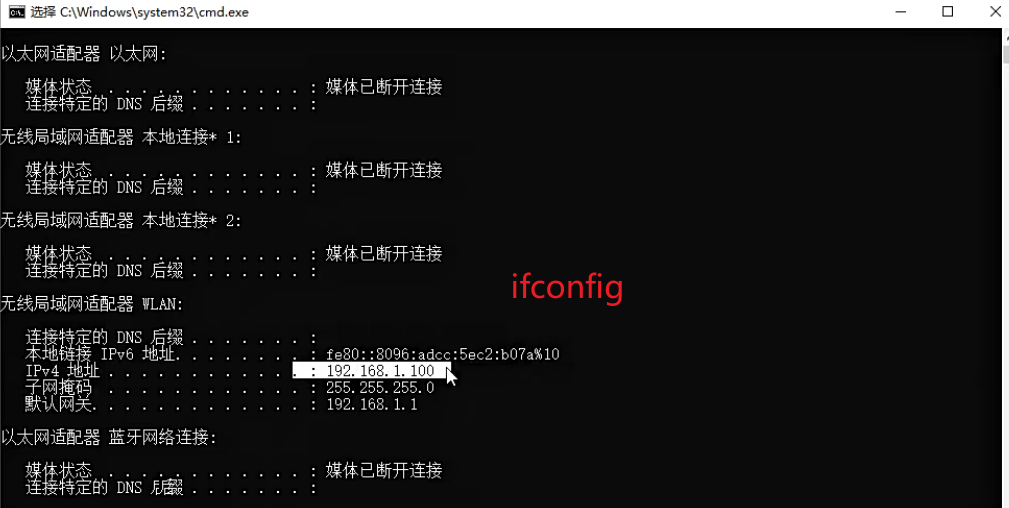 选择 C:\Windows\system32\cmd.exe
以太网适配器 以太网:
媒体状态 . . . . . . . . . . . . : 媒体已断开连接
连接特定的 DNS 后缀 . . . . . . . :
无线局域网适配器 本地连接* 1:
媒体状态 . . . . . . . . . . . . : 媒体已断开连接
连接特定的 DNS 后缀 . . . . . . . :
无线局域网适配器 本地连接* 2:
媒体状态 . . . . . . . . . . . . : 媒体已断开连接
连接特定的 DNS 后缀 . . . . . . . :
ifconfig
无线局域网适配器 WLAN:
连接特定的 DNS 后缀 . . . . . . . :
本地链接 IPv6 地址. . . . . . . . : fe80::8096:adcc:5ec2:b07a%10
IPv4 地址 . . . . . . . . . . . . : 192.168.1.100
子网掩码 . . . . . . . . . . . . : 255.255.255.0
默认网关. . . . . . . . . . . . . : 192.168.1.1
以太网适配器 蓝牙网络连接:
媒体状态 . . . . . . . . . . . . : 媒体已断开连接
连接特定的 DNS 后缀 . . . . . . . :